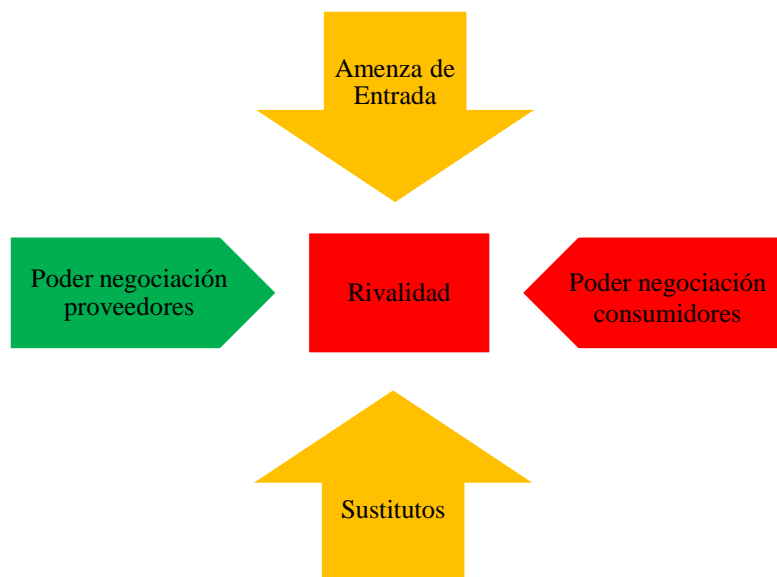 Amenza de
Entrada
Poder negociación
proveedores
Rivalidad
Poder negociación
consumidores
Sustitutos